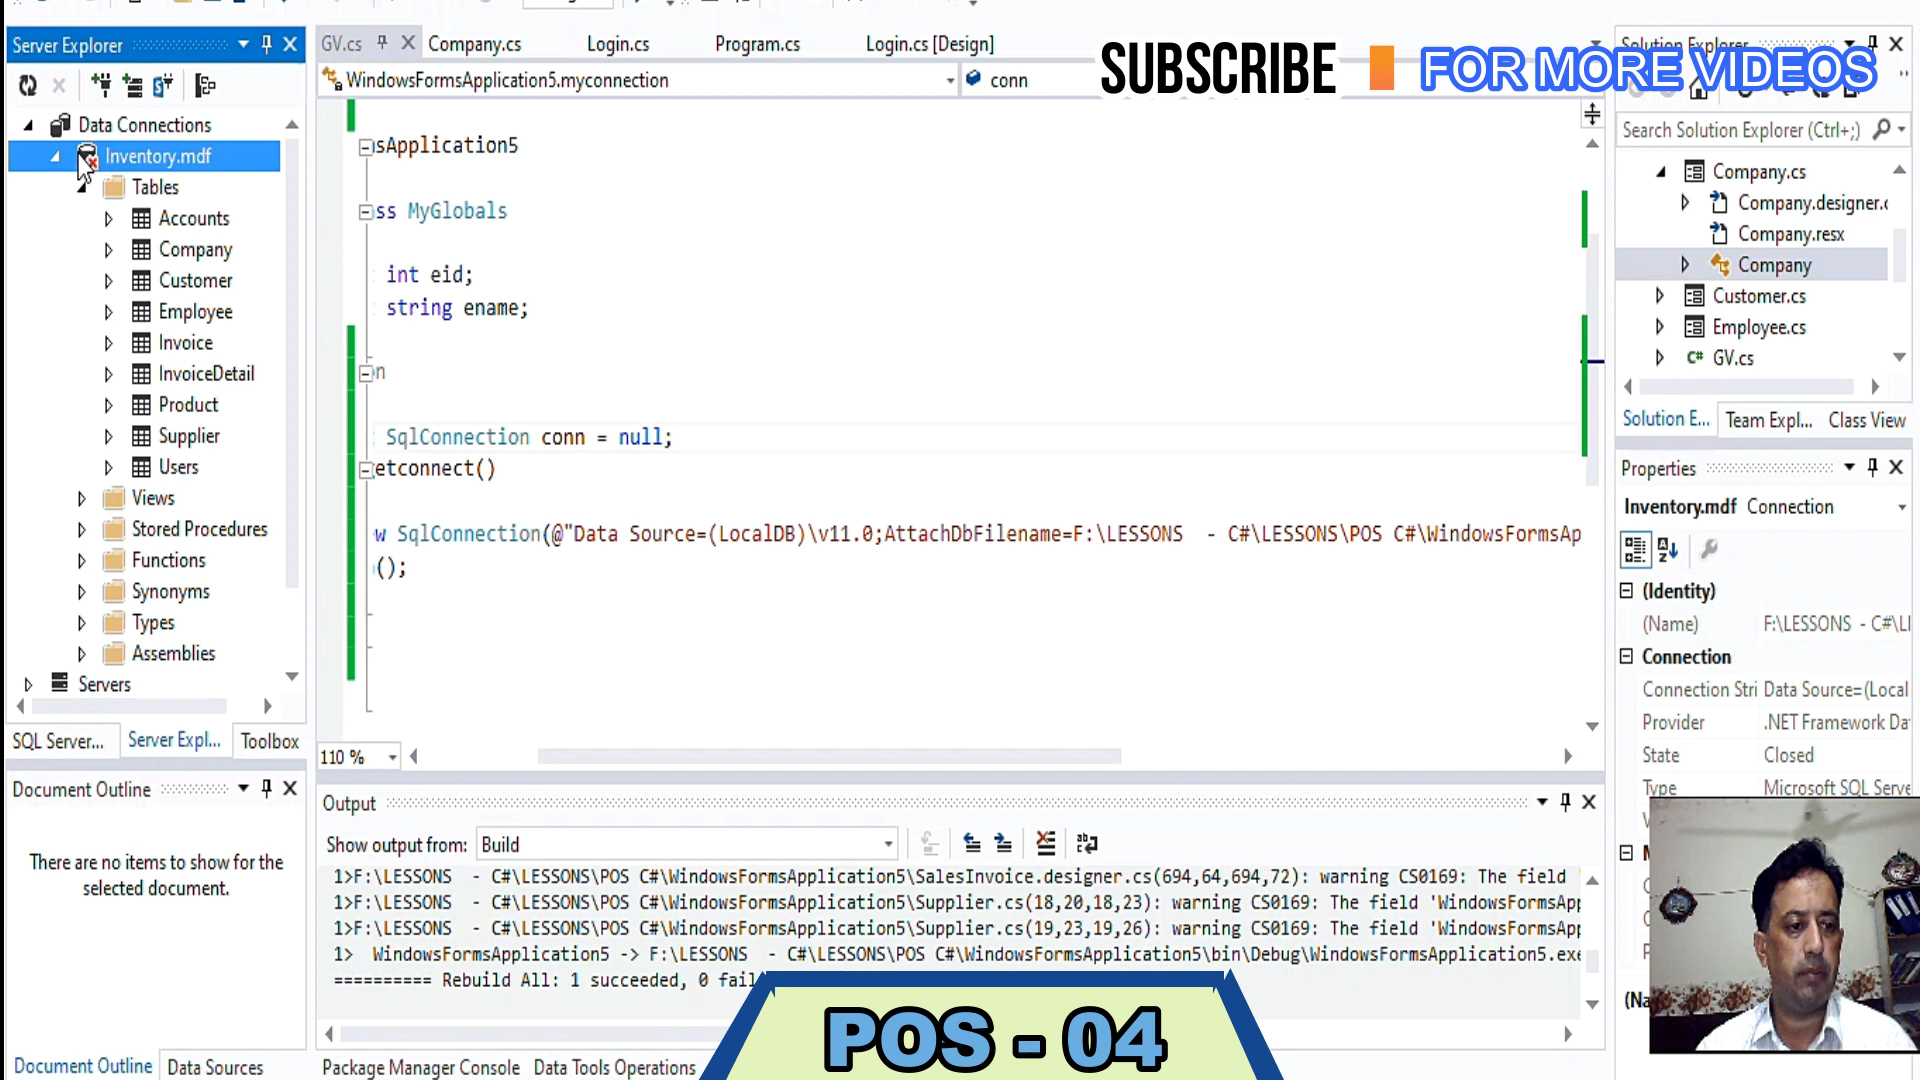 Server Explorer
Data Connections
Inventory.mdf
Tables
Accounts
Company
Customer
Employee
Invoice
InvoiceDetail
Product
Supplier
Users
Views
Stored Procedures
Functions
Synonyms
Types
Assemblies
Servers
SQL Server...
Server Expl...
Toolbox
Document Outline
There are no items to show for the
selected document.
Document Outline
Data Sources
GV.cs
Company.cs
Login.cs
Program.cs
Login.cs [Design]
WindowsFormsApplication5.myconnection
conn
sApplication5
ss MyGlobals
int eid;
string ename;
n
SqlConnection conn = null;
etconnect()
w SqlConnection(@"Data Source=(LocalDB)\v11.0;AttachDbFilename=F:\LESSONS - C#\LESSONS\POS C#\WindowsFormsAp
();
110 %
Output
Show output from:
Build
1>F:\LESSONS - C#\LESSONS\POS C#\WindowsFormsApplication5\SalesInvoice.designer.cs(694,64,694,72): warning CS0169: The field '
1>F:\LESSONS - C#\LESSONS\POS C#\WindowsFormsApplication5\Supplier.cs(18,20,18,23): warning CS0169: The field 'WindowsFormsApp
1>F:\LESSONS - C#\LESSONS\POS C#\WindowsFormsApplication5\Supplier.cs(19,23,19,26): warning CS0169: The field 'WindowsFormsApp
1> WindowsFormsApplication5 -> F:\LESSONS - C#\LESSONS\POS C#\WindowsFormsApplication5\bin\Debug\WindowsFormsApplication5.exe
========== Rebuild All: 1 succeeded, 0 fail
Package Manager Console
Data Tools Operations
POS - 04
SUBSCRIBE FOR MORE VIDEOS
Solution Explorer
Search Solution Explorer (Ctrl+;)
Company.cs
Company.designer.c
Company.resx
Company
Customer.cs
Employee.cs
GV.cs
Solution E...
Team Expl...
Class View
Properties
Inventory.mdf Connection
(Identity)
(Name) F:\LESSONS - C#\LI
Connection
Connection Stri Data Source=(Local
Provider .NET Framework Da
State Closed
Type Microsoft SQL Serve
(Na